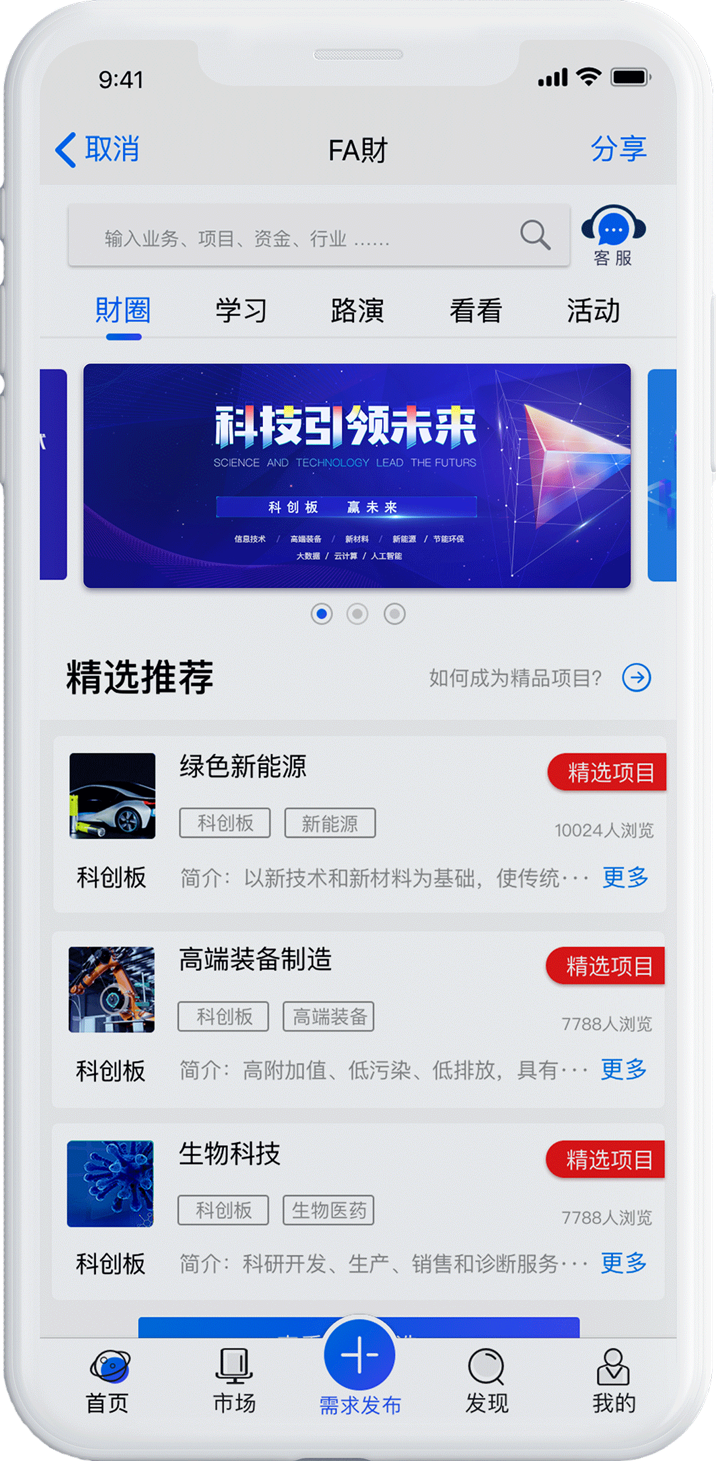 9:41
取消
FA財
分享
输入业务、项目、资金、行业 ......
客服
財圈 学习 路演 看看 活动
科技引领未来
SCIENCE AND TECHNOLOGY LEAD THE FUTURS
科创板 赢未来
信息技术 / 高端装备 / 新材料 / 新能源 / 节能环保
大数据 / 云计算 / 人工智能
精选推荐
如何成为精品项目?
绿色新能源
精选项目
科创板 新能源
10024人浏览
科创板
简介：以新技术和新材料为基础，使传统··· 更多
高端装备制造
精选项目
科创板 高端装备
7788人浏览
科创板
简介：高附加值、低污染、低排放，具有··· 更多
生物科技
精选项目
科创板 生物医药
7788人浏览
科创板
简介：科研开发、生产、销售和诊断服务··· 更多
首页 市场 需求发布 发现 我的